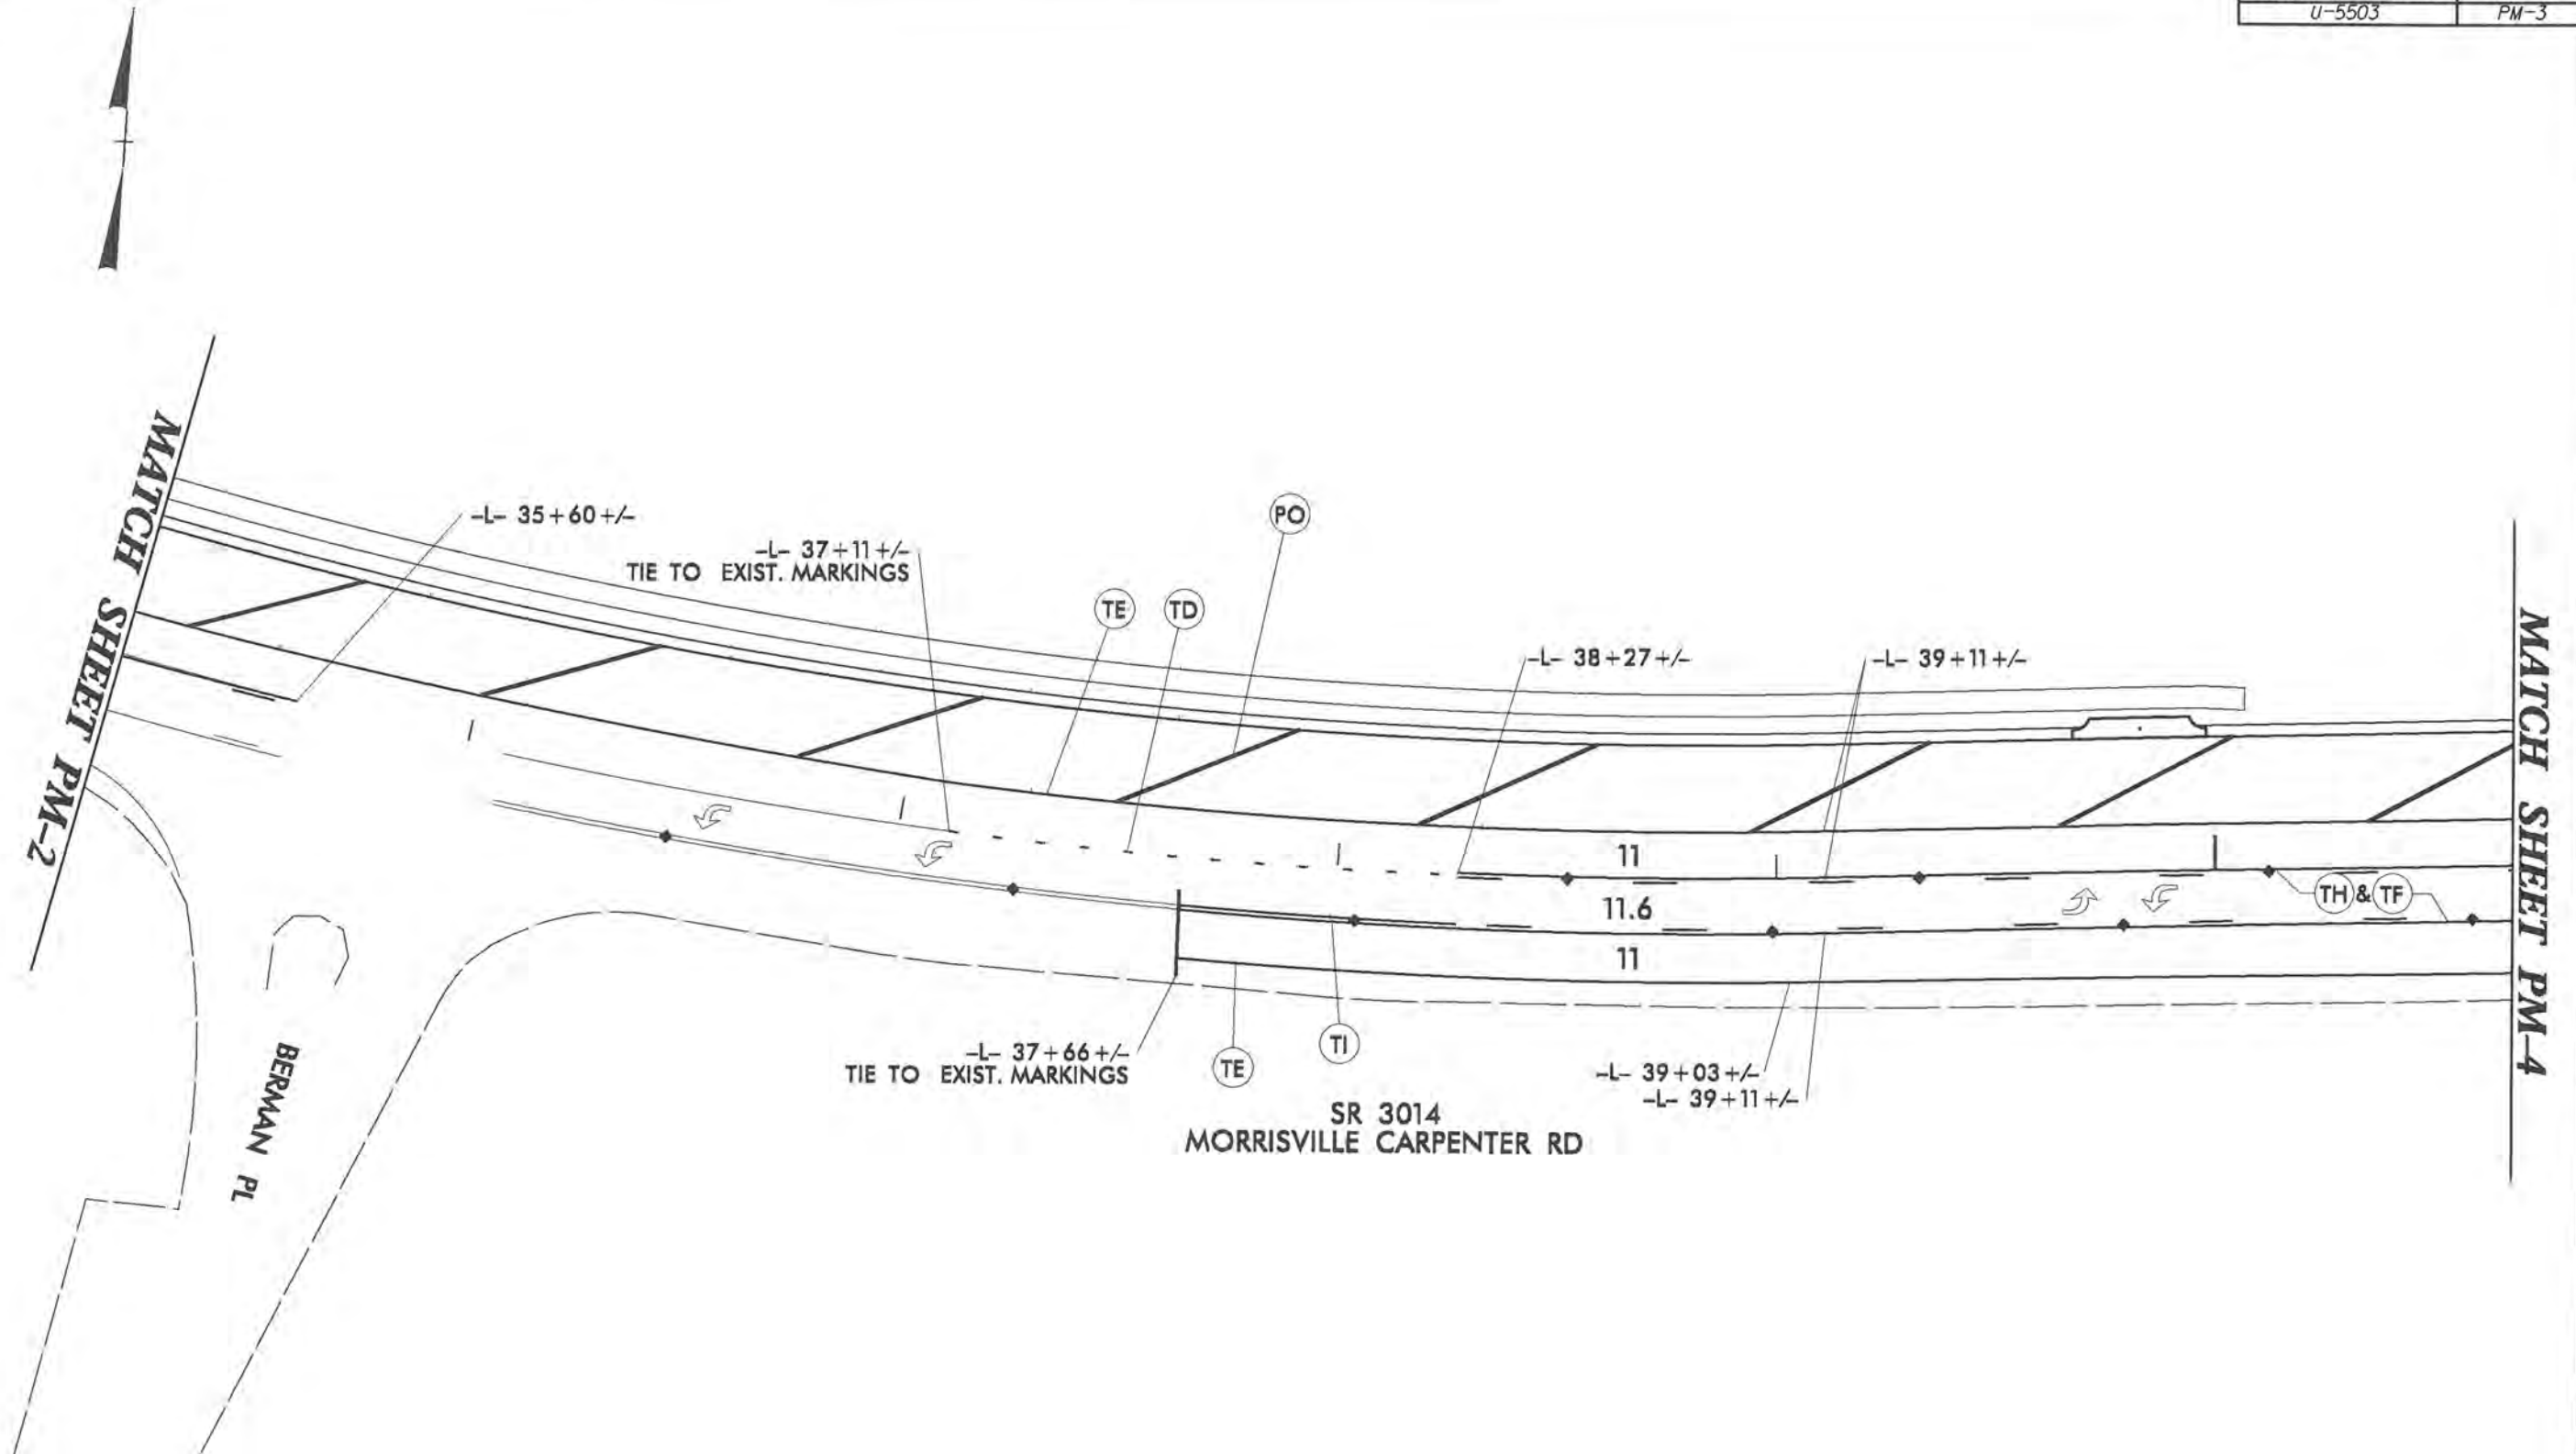 U-5503 PM-3
MATCH SHEET PM-2
-L- 35+60 +/-
-L- 37+11 +/-
TIE TO EXIST. MARKINGS
PO
TE
TD
-L- 38+27 +/-
-L- 39+11 +/-
MATCH SHEET PM-4
11
11.6
11
TH & TF
-L- 37+66 +/-
TIE TO EXIST. MARKINGS
TE
TI
-L- 39+03 +/-
-L- 39+11 +/-
BERMAN PL
SR 3014
MORRISVILLE CARPENTER RD